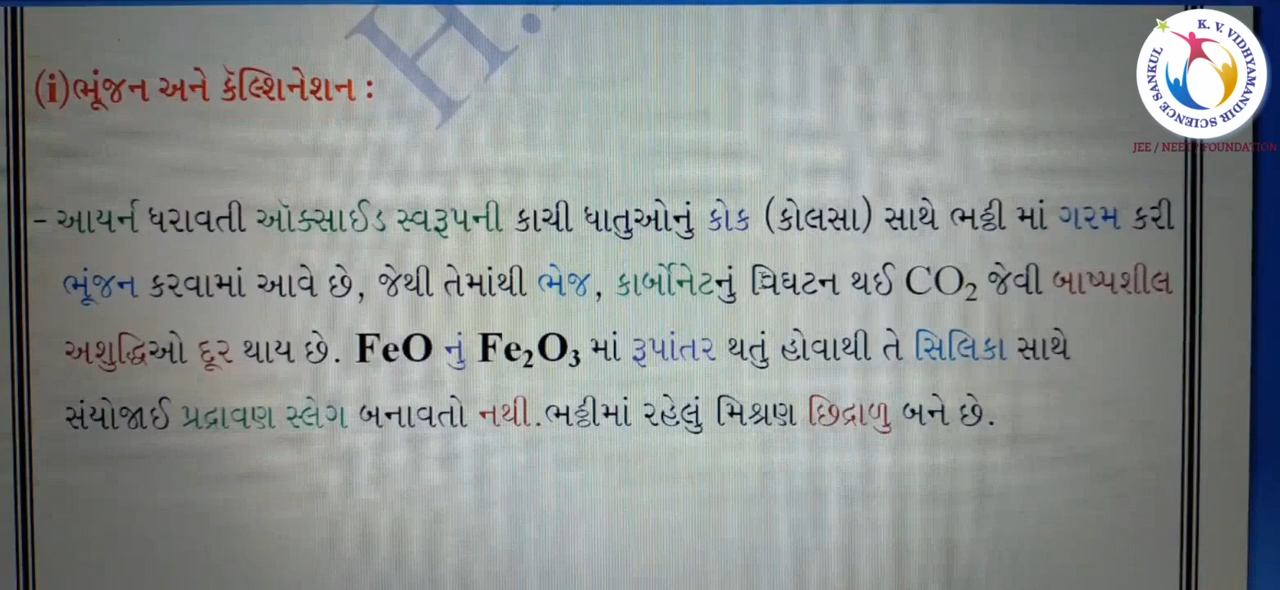 (i)ભૂંજન અને કૅલ્શિનેશન :
- આયર્ન ધરાવતી ઑક્સાઈડ સ્વરૂપની કાચી ધાતુઓનું કોક (કોલસા) સાથે ભઠ્ઠી માં ગરમ કરી
ભૂંજન કરવામાં આવે છે, જેથી તેમાંથી ભેજ, કાર્બોનેટનું વિઘટન થઈ CO₂ જેવી બાષ્પશીલ
અશુદ્ધિઓ દૂર થાય છે. FeO નું Fe₂O₃ માં રૂપાંતર થતું હોવાથી તે સિલિકા સાથે
સંયોજાઈ પ્રદ્રાવણ સ્લેગ બનાવતો નથી.ભઠ્ઠીમાં રહેલું મિશ્રણ છિદ્રાળુ બને છે.
H.
K. V. VIDHYAMANDIR SCIENCE SANKUL
JEE / NEET / FOUNDATION